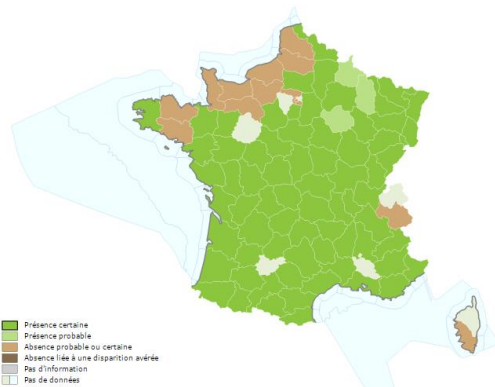 Présence certaine
Présence probable
Absence probable ou certaine
Absence liée à une disparition avérée
Pas d'information
Pas de données